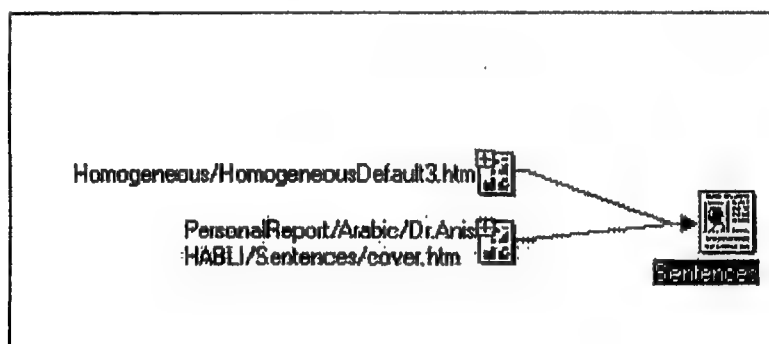 Homogeneous/HomogeneousDefault3.htm
PersonalReport/Arabic/Dr.Anis
HABLI/Sentences/cover.htm
Sentences